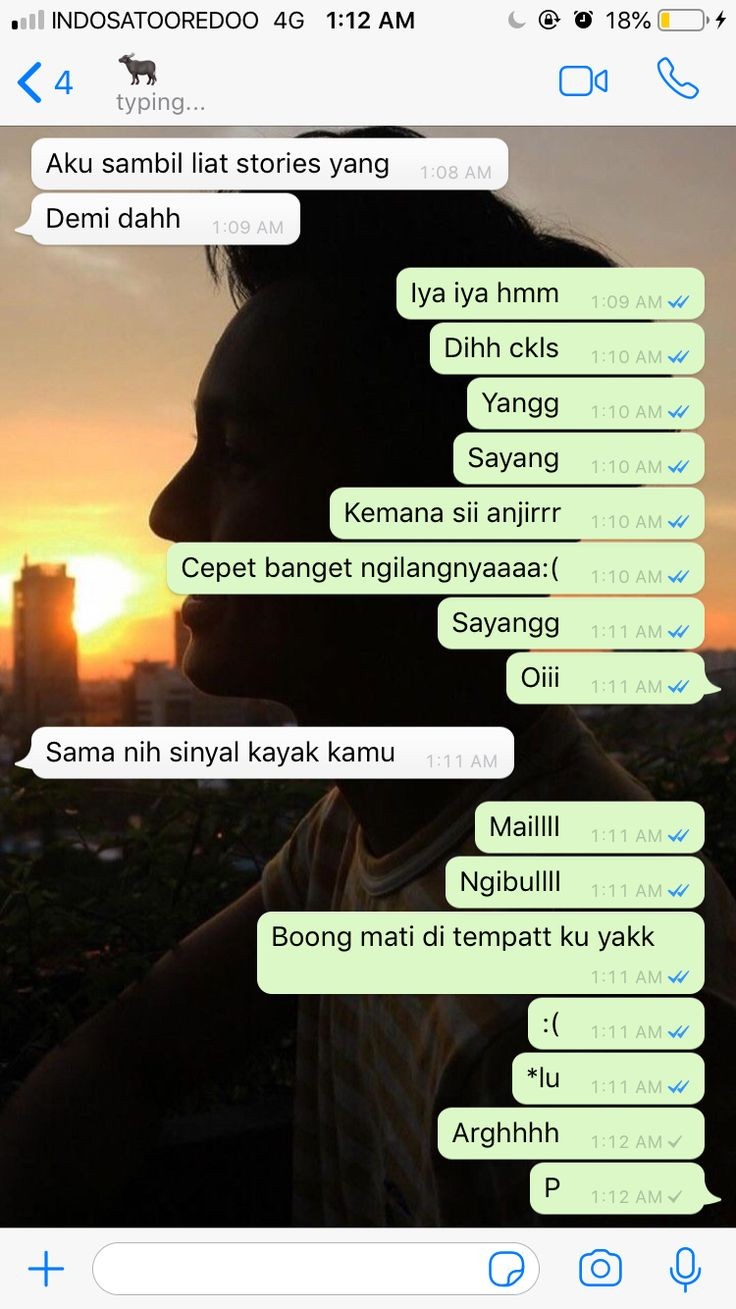 INDOSATOOREDOO 4G 1:12 AM 18%
4
typing...
Aku sambil liat stories yang 1:08 AM
Demi dahh 1:09 AM
Iya iya hmm 1:09 AM
Dihh ckls 1:10 AM
Yangg 1:10 AM
Sayang 1:10 AM
Kemana sii anjirrr 1:10 AM
Cepet banget ngilangnyaaaa:( 1:10 AM
Sayangg 1:11 AM
Oiii 1:11 AM
Sama nih sinyal kayak kamu 1:11 AM
Maillll 1:11 AM
Ngibullll 1:11 AM
Boong mati di tempatt ku yakk
1:11 AM
:( 1:11 AM
*lu 1:11 AM
Arghhhh 1:12 AM
P 1:12 AM